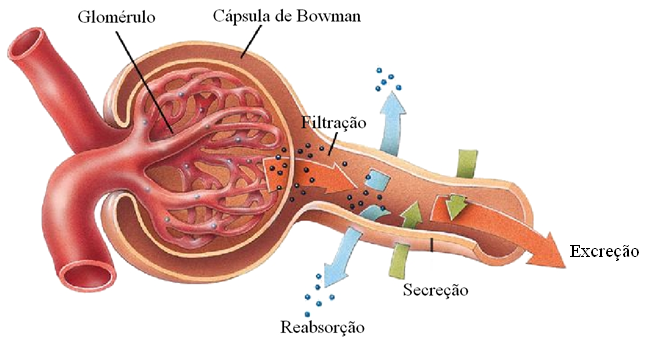 Glomérulo
Cápsula de Bowman
Filtração
Excreção
Secreção
Reabsorção